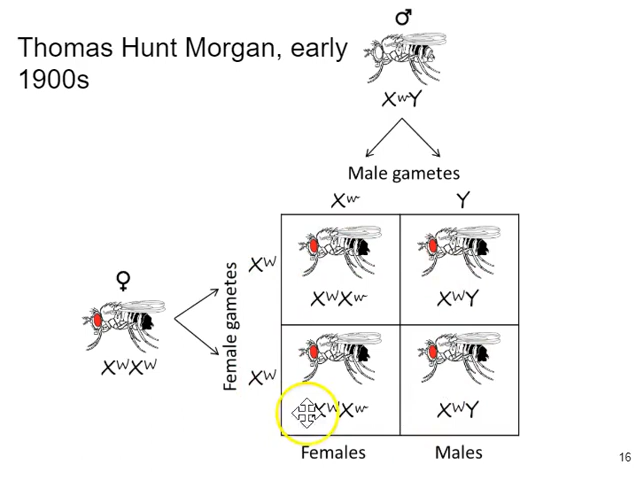 Thomas Hunt Morgan, early
1900s
♂
XʷY
Male gametes
Xʷ Y
♀
XᵂXᵂ
Female gametes
Xᵂ
XᵂXʷ XᵂY
Xᵂ
XᵂXʷ XᵂY
Females Males
16